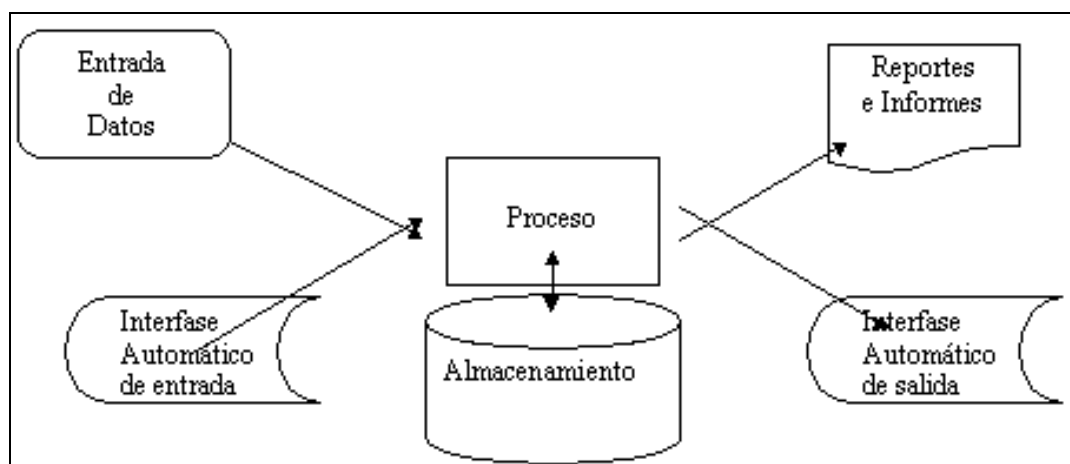 Entrada
de
Datos
Reportes
e Informes
Proceso
Interfase
Automático
de entrada
Almacenamiento
Interfase
Automático
de salida